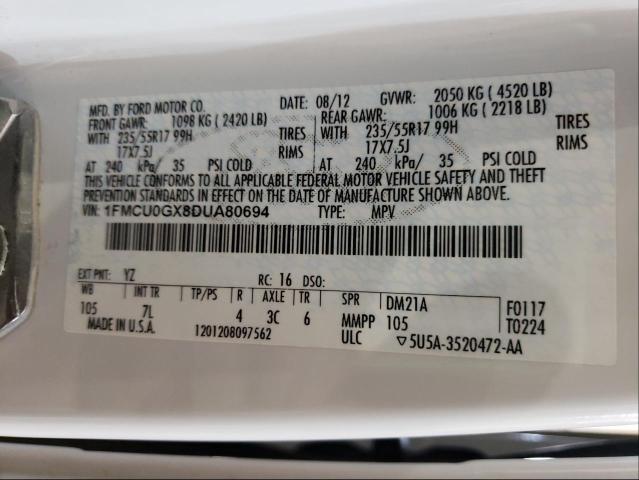 MFD. BY FORD MOTOR CO. DATE: 08/12 GVWR: 2050 KG ( 4520 LB)
FRONT GAWR: 1098 KG ( 2420 LB) REAR GAWR: 1006 KG ( 2218 LB)
WITH 235/55R17 99H TIRES WITH 235/55R17 99H TIRES
17X7.5J RIMS 17X7.5J RIMS
AT 240 kPa/ 35 PSI COLD AT 240 kPa/ 35 PSI COLD
THIS VEHICLE CONFORMS TO ALL APPLICABLE FEDERAL MOTOR VEHICLE SAFETY AND THEFT
PREVENTION STANDARDS IN EFFECT ON THE DATE OF MANUFACTURE SHOWN ABOVE.
VIN: 1FMCU0GX8DUA80694 TYPE: MPV
EXT PNT: YZ RC: 16 DSO:
WB INT TR TP/PS R AXLE TR SPR DM21A F0117
105 7L 4 3C 6 MMPP 105 T0224
MADE IN U.S.A. 1201208097562 ULC ▽5U5A-3520472-AA